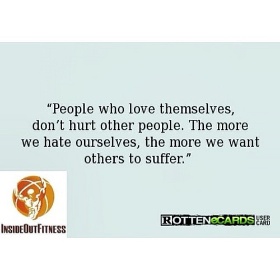 “People who love themselves,
don’t hurt other people. The more
we hate ourselves, the more we want
others to suffer.”
INSIDEOUTFITNESS
ROTTENeCARDS USER CARD